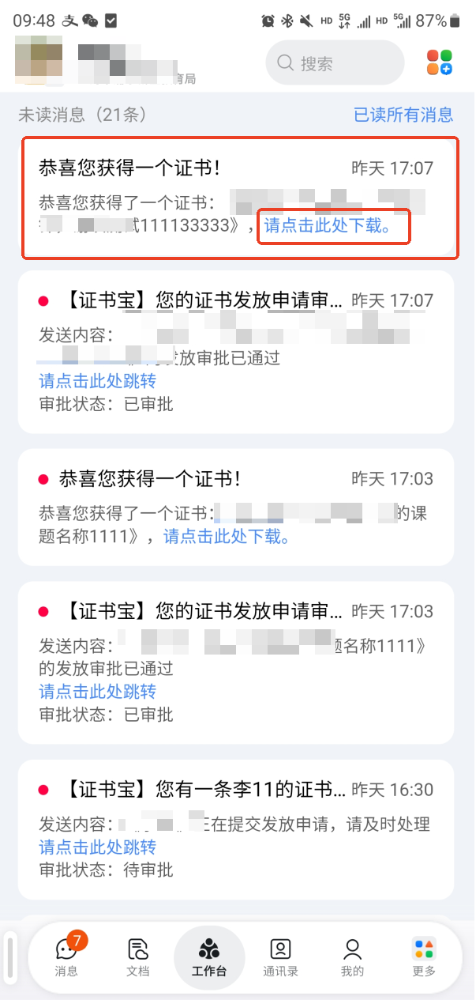 09:48
HD 5G HD 5G 87%
育局
搜索
未读消息（21条）
已读所有消息
恭喜您获得一个证书！
昨天 17:07
恭喜您获得了一个证书：
试111133333》，请点击此处下载。
【证书宝】您的证书发放申请审...
昨天 17:07
发送内容：
发放审批已通过
请点击此处跳转
审批状态：已审批
恭喜您获得一个证书！
昨天 17:03
恭喜您获得了一个证书：的课
题名称1111》，请点击此处下载。
【证书宝】您的证书发放申请审...
昨天 17:03
发送内容：题名称1111》
的发放审批已通过
请点击此处跳转
审批状态：已审批
【证书宝】您有一条李11的证书...
昨天 16:30
发送内容：正在提交发放申请，请及时处理
请点击此处跳转
审批状态：待审批
7
消息
文档
工作台
通讯录
我的
更多